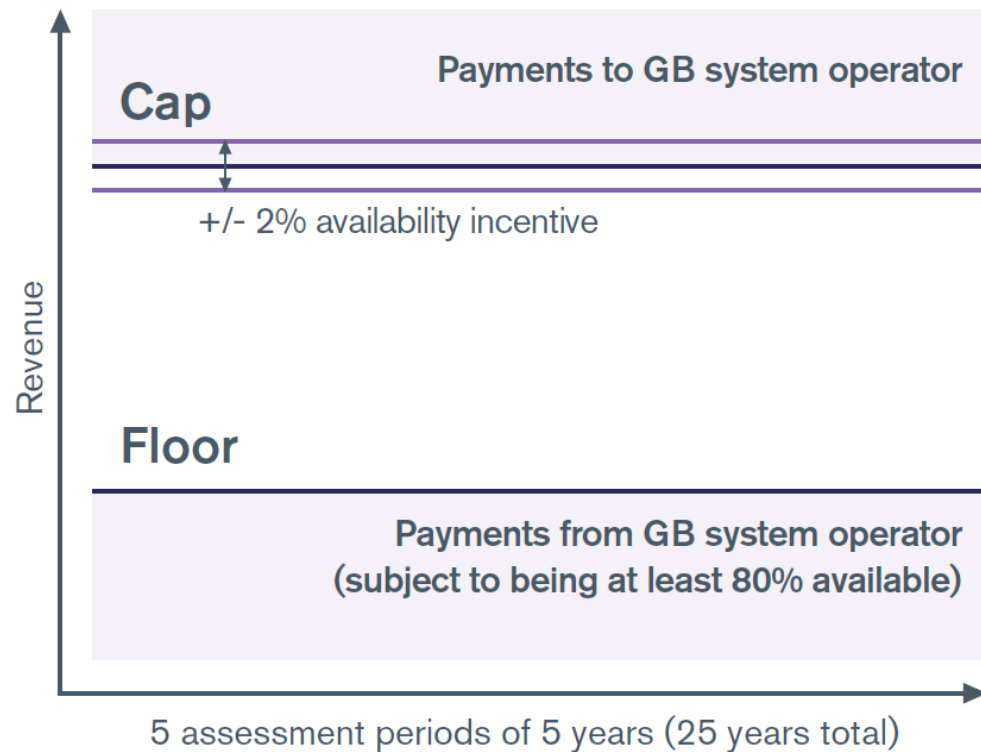 Payments to GB system operator
Cap
+/- 2% availability incentive
Revenue
Floor
Payments from GB system operator
(subject to being at least 80% available)
5 assessment periods of 5 years (25 years total)